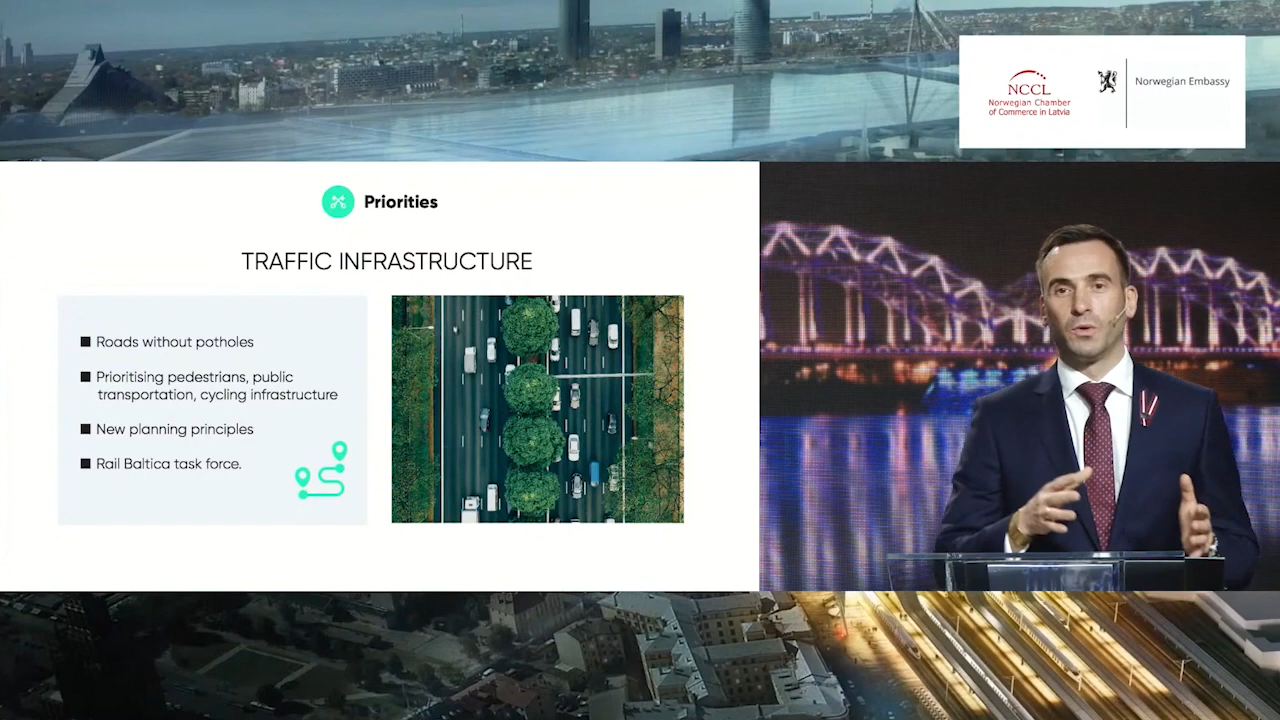 NCCL
Norwegian Chamber
of Commerce in Latvia
Norwegian Embassy
Priorities
TRAFFIC INFRASTRUCTURE
Roads without potholes
Prioritising pedestrians, public
transportation, cycling infrastructure
New planning principles
Rail Baltica task force.